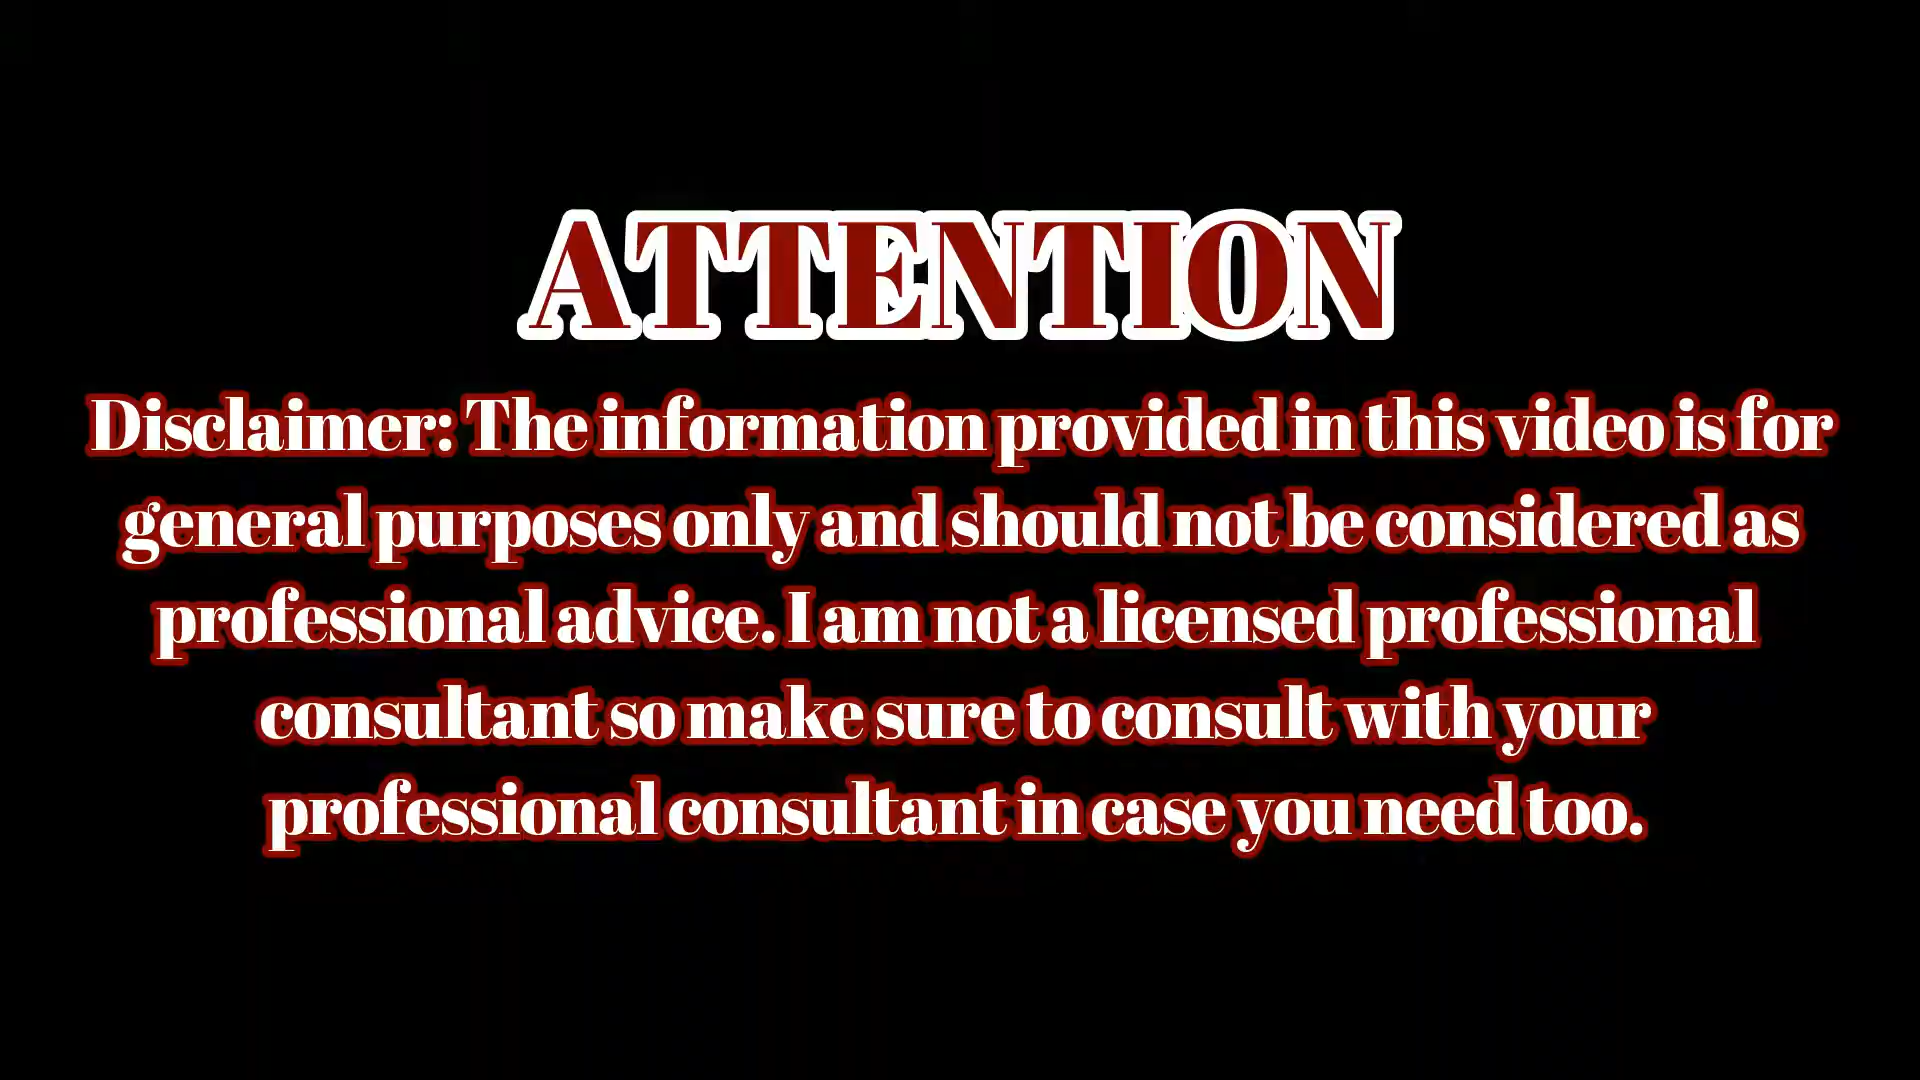 ATTENTION
Disclaimer: The information provided in this video is for
general purposes only and should not be considered as
professional advice. I am not a licensed professional
consultant so make sure to consult with your
professional consultant in case you need too.